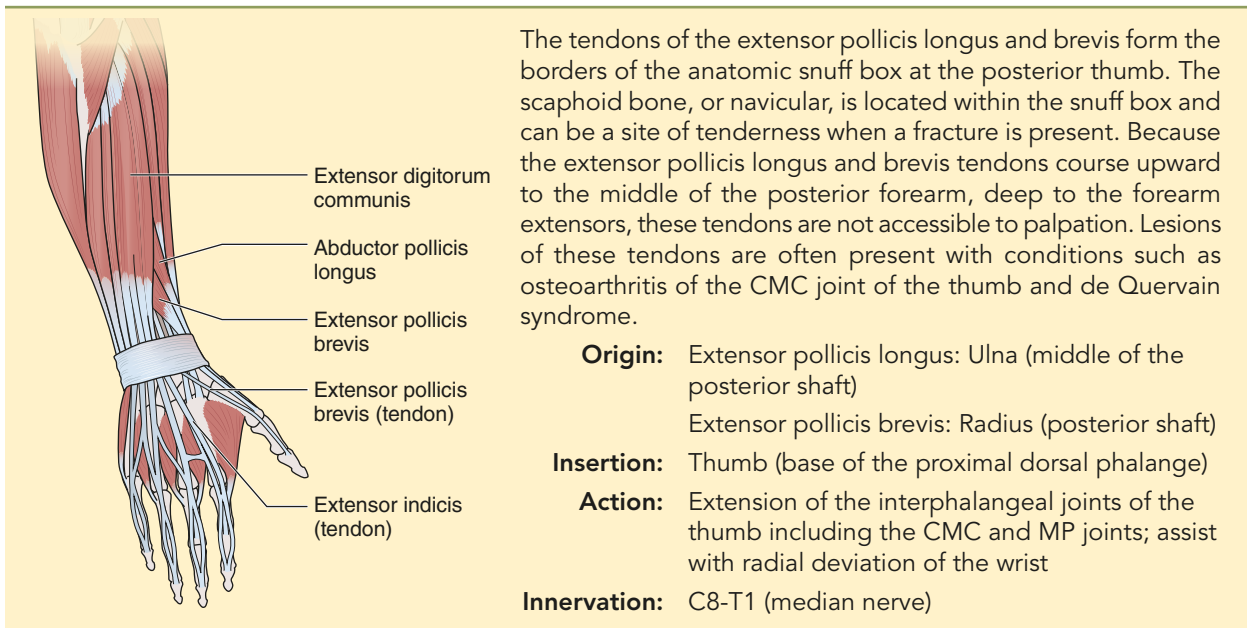 The tendons of the extensor pollicis longus and brevis form the
borders of the anatomic snuff box at the posterior thumb. The
scaphoid bone, or navicular, is located within the snuff box and
can be a site of tenderness when a fracture is present. Because
the extensor pollicis longus and brevis tendons course upward
to the middle of the posterior forearm, deep to the forearm
extensors, these tendons are not accessible to palpation. Lesions
of these tendons are often present with conditions such as
osteoarthritis of the CMC joint of the thumb and de Quervain
syndrome.
Origin: Extensor pollicis longus: Ulna (middle of the
posterior shaft)
Extensor pollicis brevis: Radius (posterior shaft)
Insertion: Thumb (base of the proximal dorsal phalange)
Action: Extension of the interphalangeal joints of the
thumb including the CMC and MP joints; assist
with radial deviation of the wrist
Innervation: C8-T1 (median nerve)
Extensor digitorum
communis
Abductor pollicis
longus
Extensor pollicis
brevis
Extensor pollicis
brevis (tendon)
Extensor indicis
(tendon)